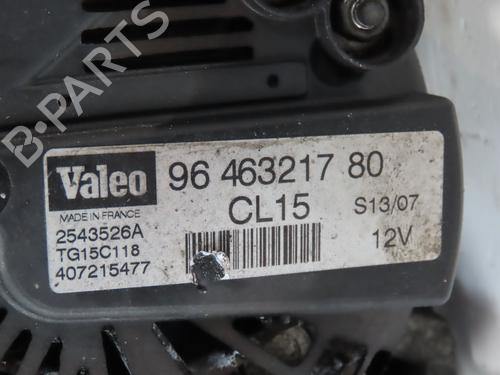 B-PARTS
Valeo
96 463217 80
CL15
S13/07
MADE IN FRANCE
2543526A
12V
TG15C118
407215477